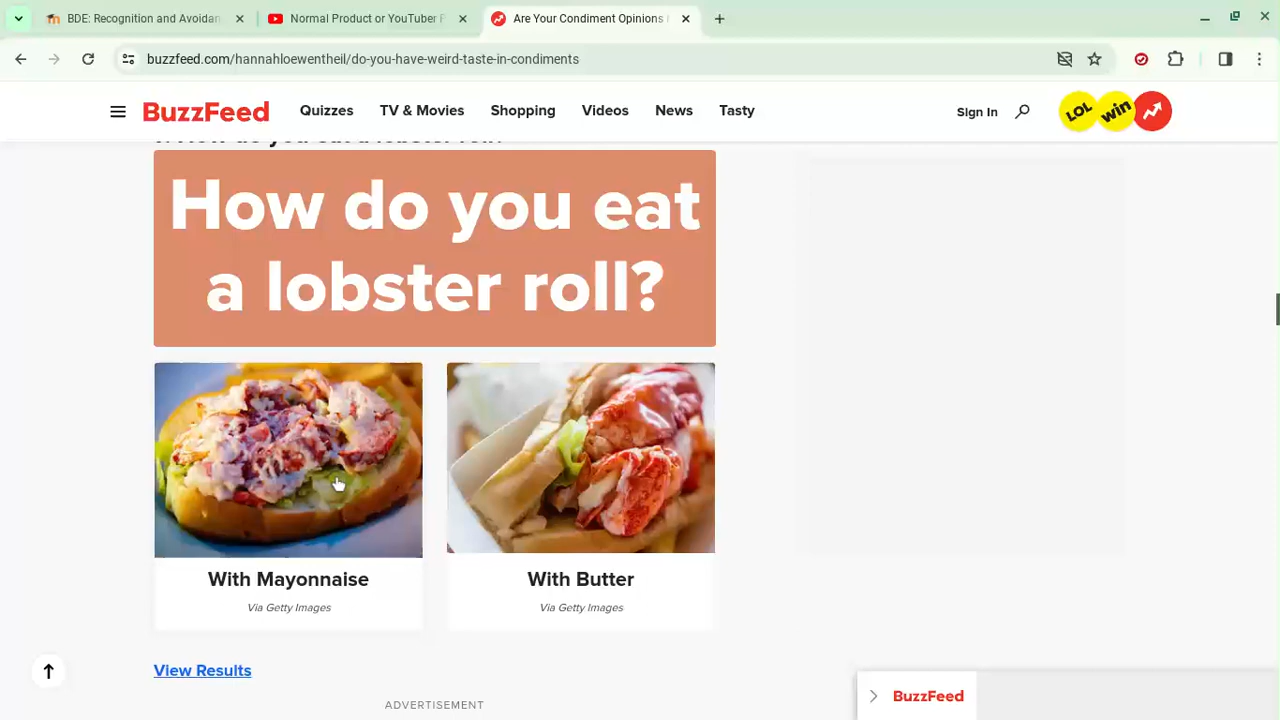 BDE: Recognition and Avoidan
Normal Product or YouTuber F
Are Your Condiment Opinions
buzzfeed.com/hannahloewentheil/do-you-have-weird-taste-in-condiments
BuzzFeed
Quizzes
TV & Movies
Shopping
Videos
News
Tasty
Sign In
LOL
win
How do you eat
a lobster roll?
With Mayonnaise
Via Getty Images
With Butter
Via Getty Images
View Results
ADVERTISEMENT
BuzzFeed